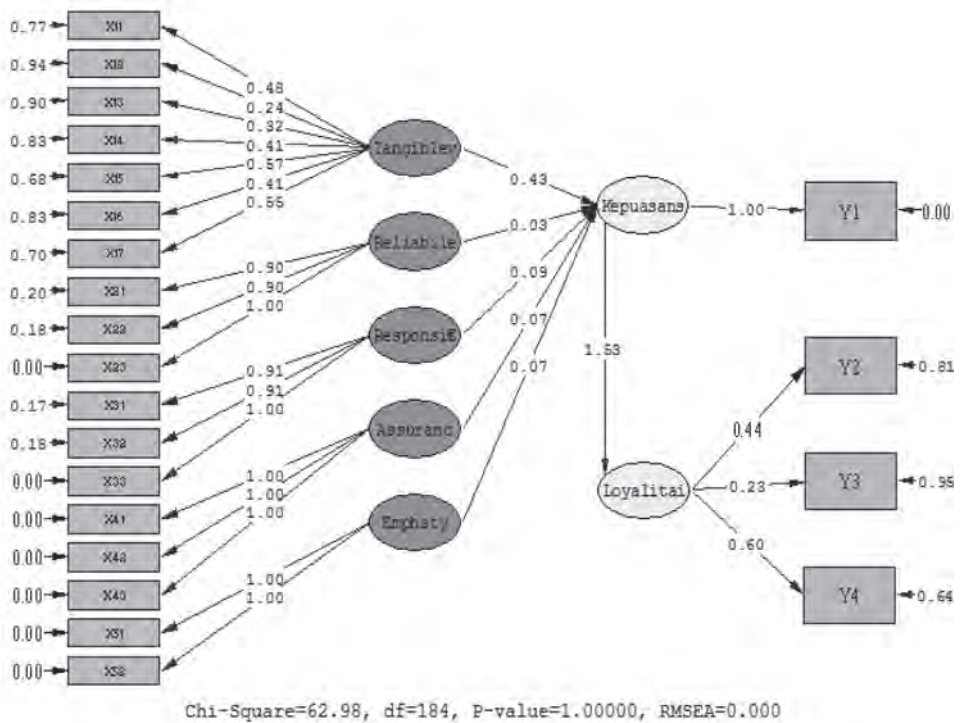 0.77 X11
0.94 X12
0.90 X13
0.83 X14
0.68 X15
0.83 X16
0.70 X17
0.20 X21
0.18 X22
0.00 X23
0.17 X31
0.18 X32
0.00 X33
0.00 X41
0.00
0.00
0.00 X51
0.00 X52
0.48
0.24
0.32
0.41
0.57
0.41
0.55
0.90
0.90
1.00
0.91
0.91
1.00
1.00
1.00
1.00
1.00
1.00
Tangiblev
Reliabile
Assuranc
Emphaty
0.43
0.03
0.09
0.07
0.07
Kepuasans
1.53
Loyalitai
1.00
0.44
0.23
0.60
Y1 0.00
Y2 0.81
Y3 0.95
Y4 0.64
Chi-Square=62.98, df=184, P-value=1.00000, RMSEA=0.000